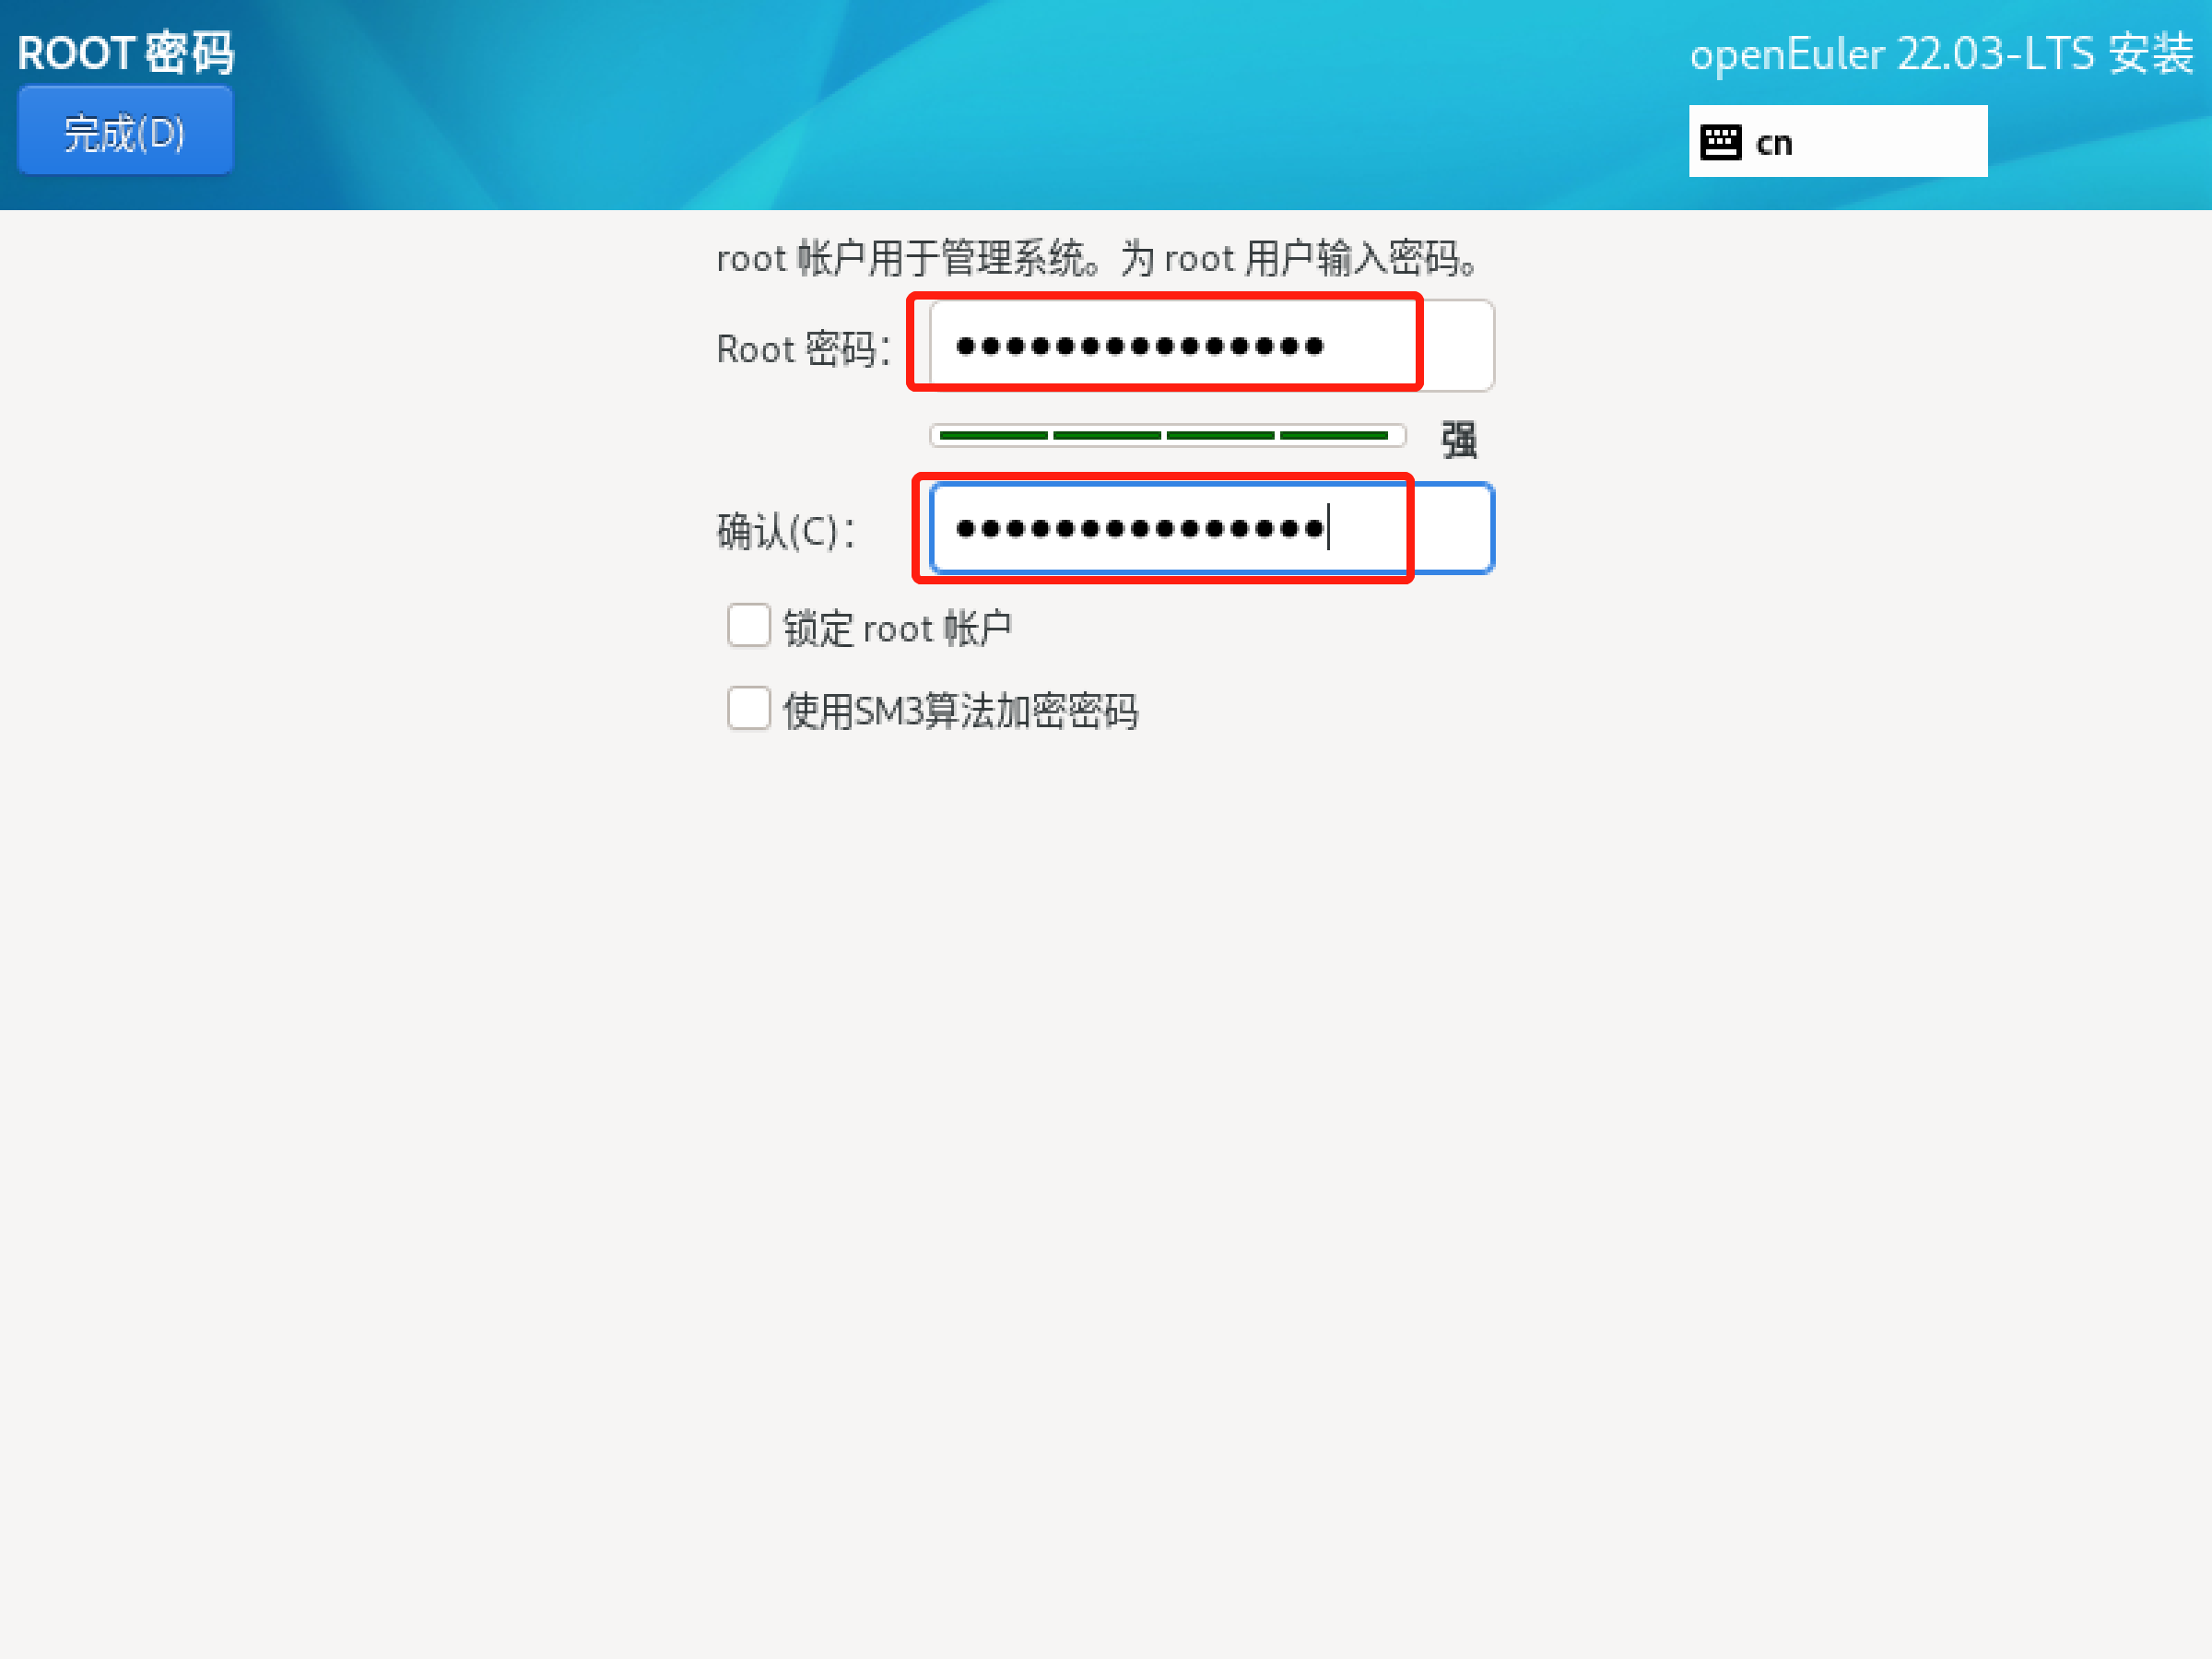 ROOT 密码
openEuler 22.03-LTS 安装
完成(D)
cn
root 帐户用于管理系统。为 root 用户输入密码。
Root 密码：
●●●●●●●●●●●●●●●
强
确认(C)：
●●●●●●●●●●●●●●●
锁定 root 帐户
使用SM3算法加密密码